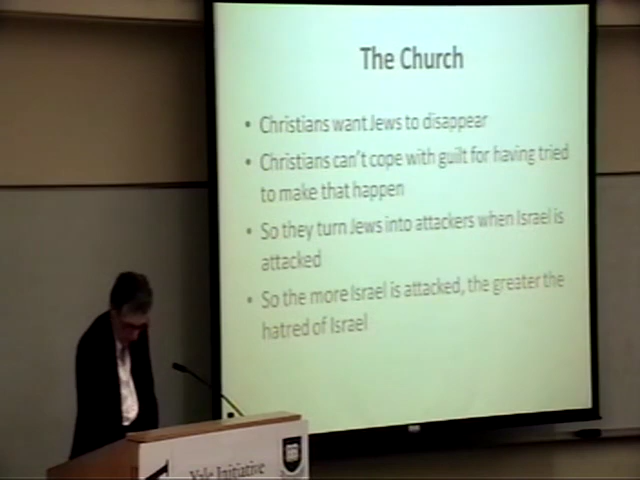 The Church
• Christians want Jews to disappear
• Christians can't cope with guilt for having tried
to make that happen
• So they turn Jews into attackers when Israel is
attacked
• So the more Israel is attacked, the greater the
hatred of Israel
Yale Initiative